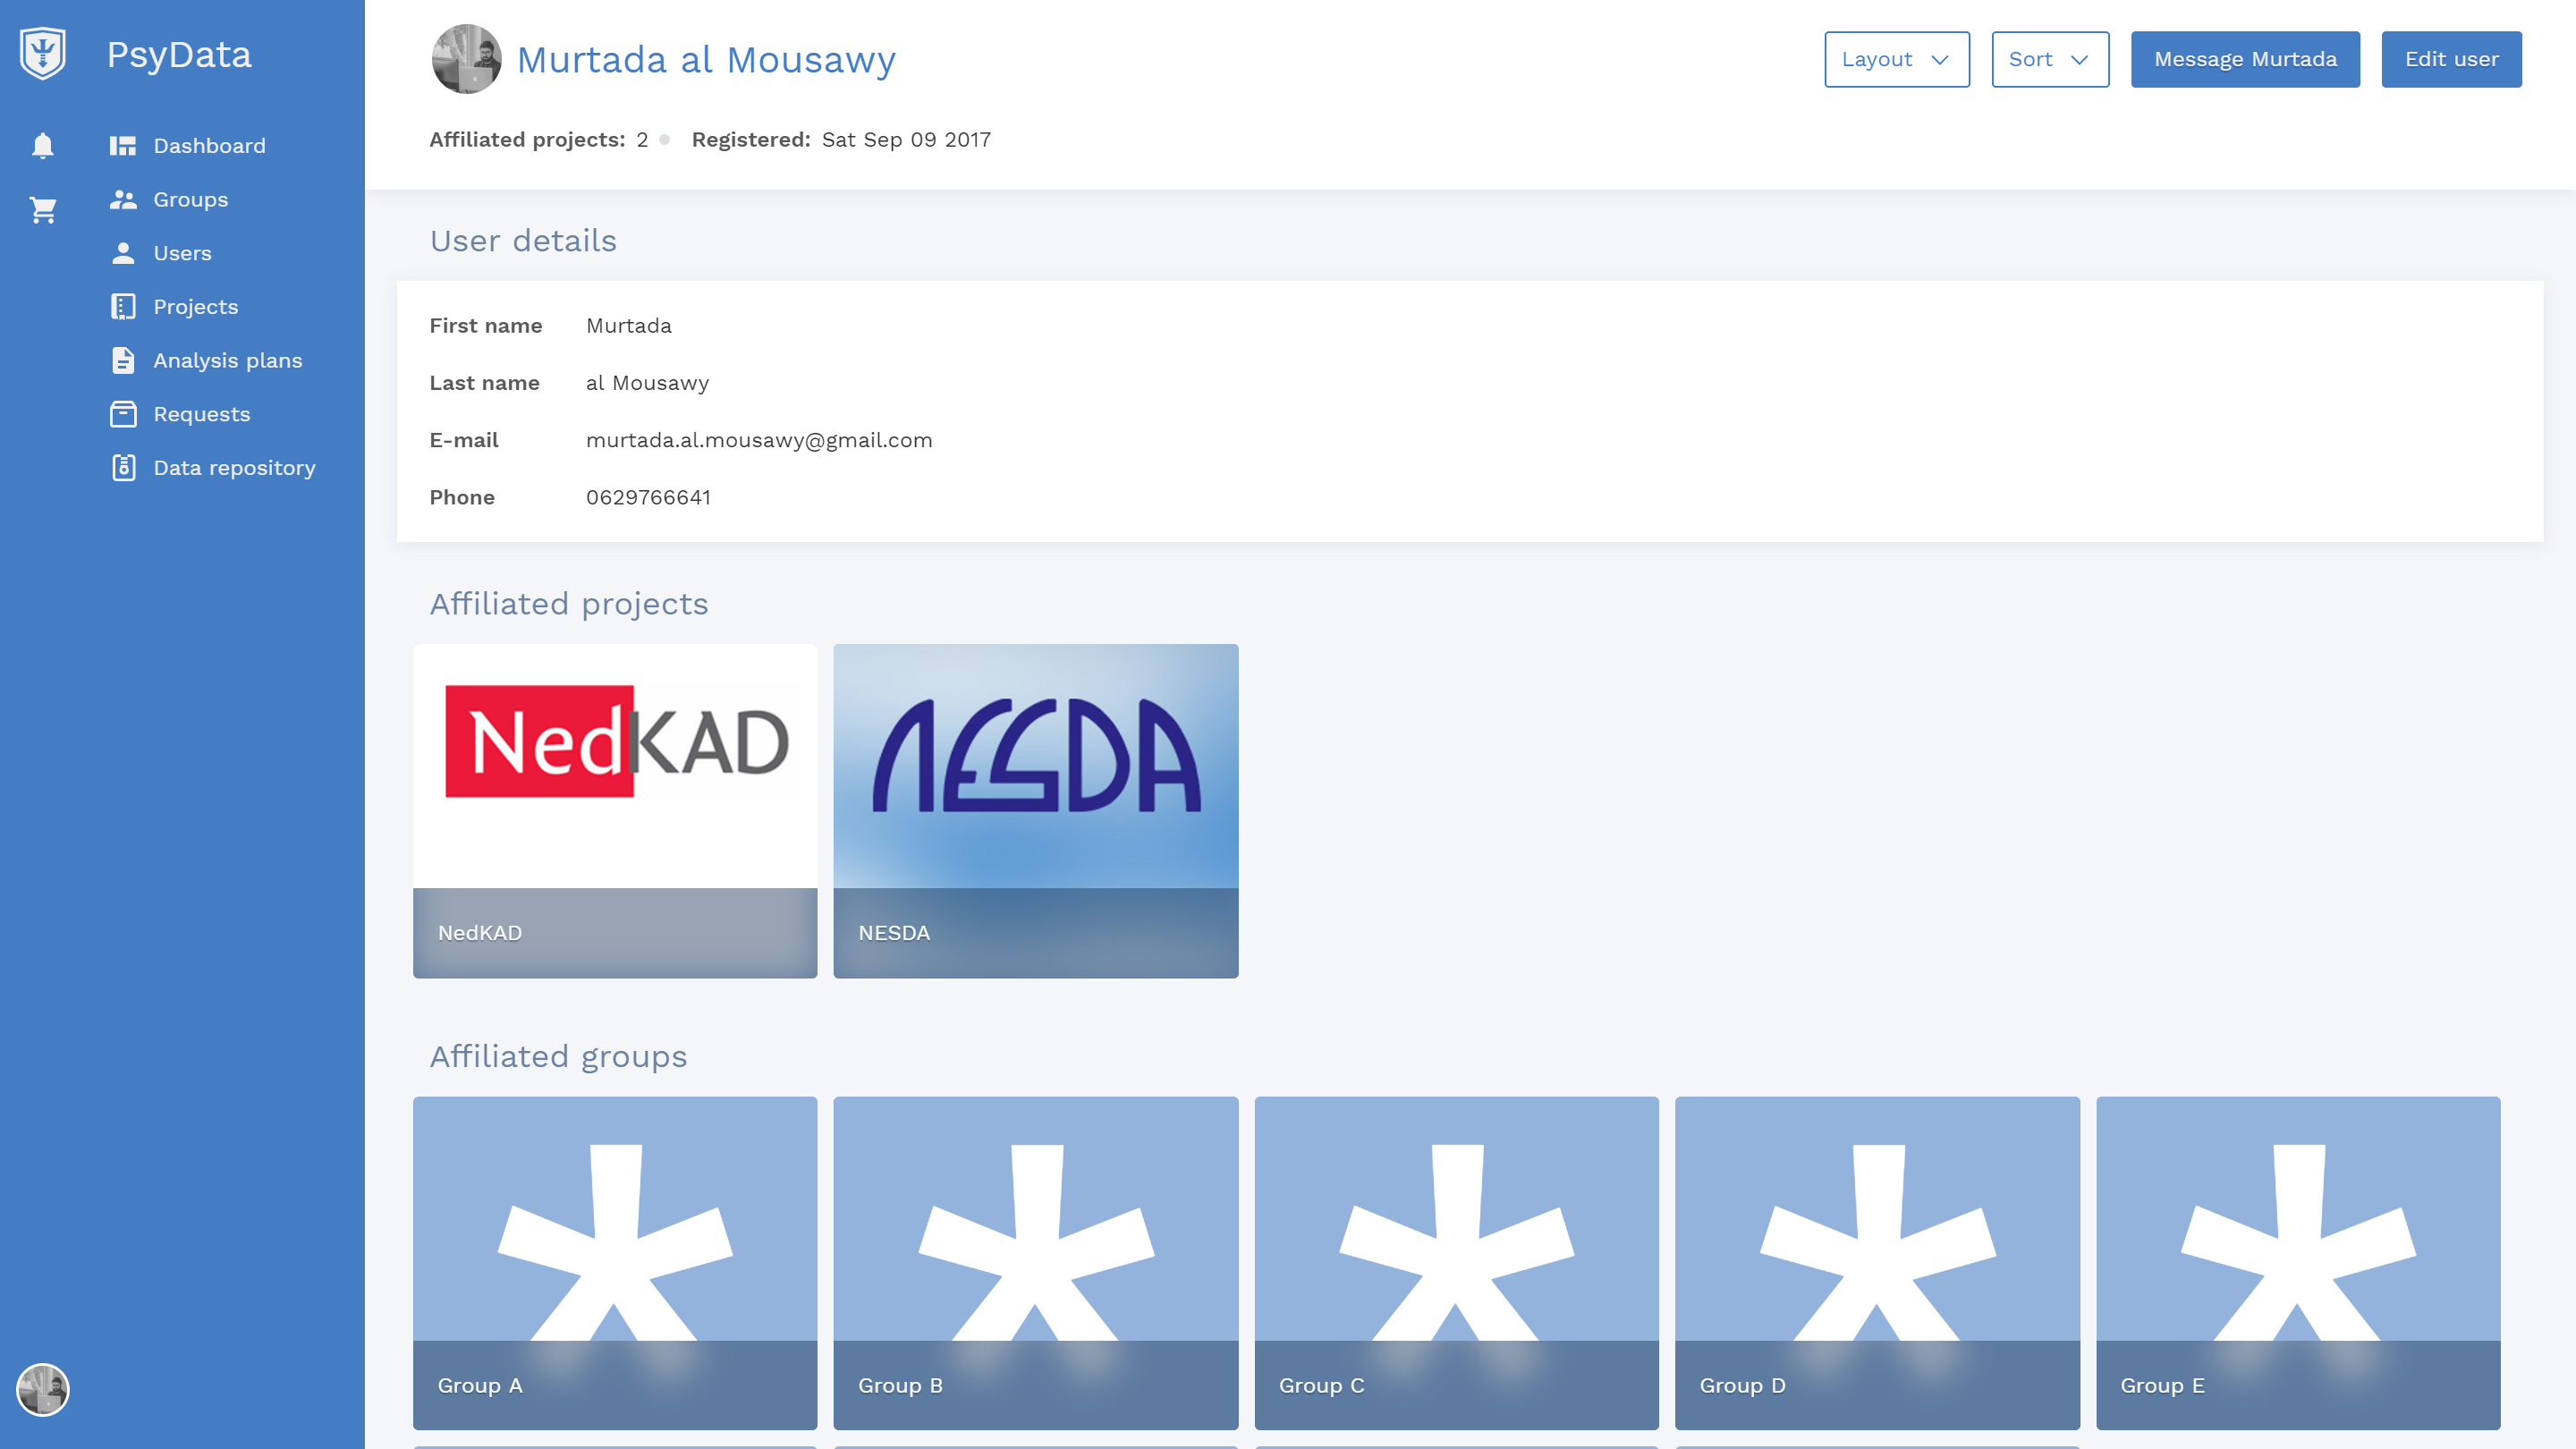 PsyData
Dashboard
Groups
Users
Projects
Analysis plans
Requests
Data repository
Murtada al Mousawy
Layout
Sort
Message Murtada
Edit user
Affiliated projects: 2 Registered: Sat Sep 09 2017
User details
First name Murtada
Last name al Mousawy
E-mail murtada.al.mousawy@gmail.com
Phone 0629766641
Affiliated projects
NedKAD
NESDA
NedKAD
NESDA
Affiliated groups
Group A
Group B
Group C
Group D
Group E